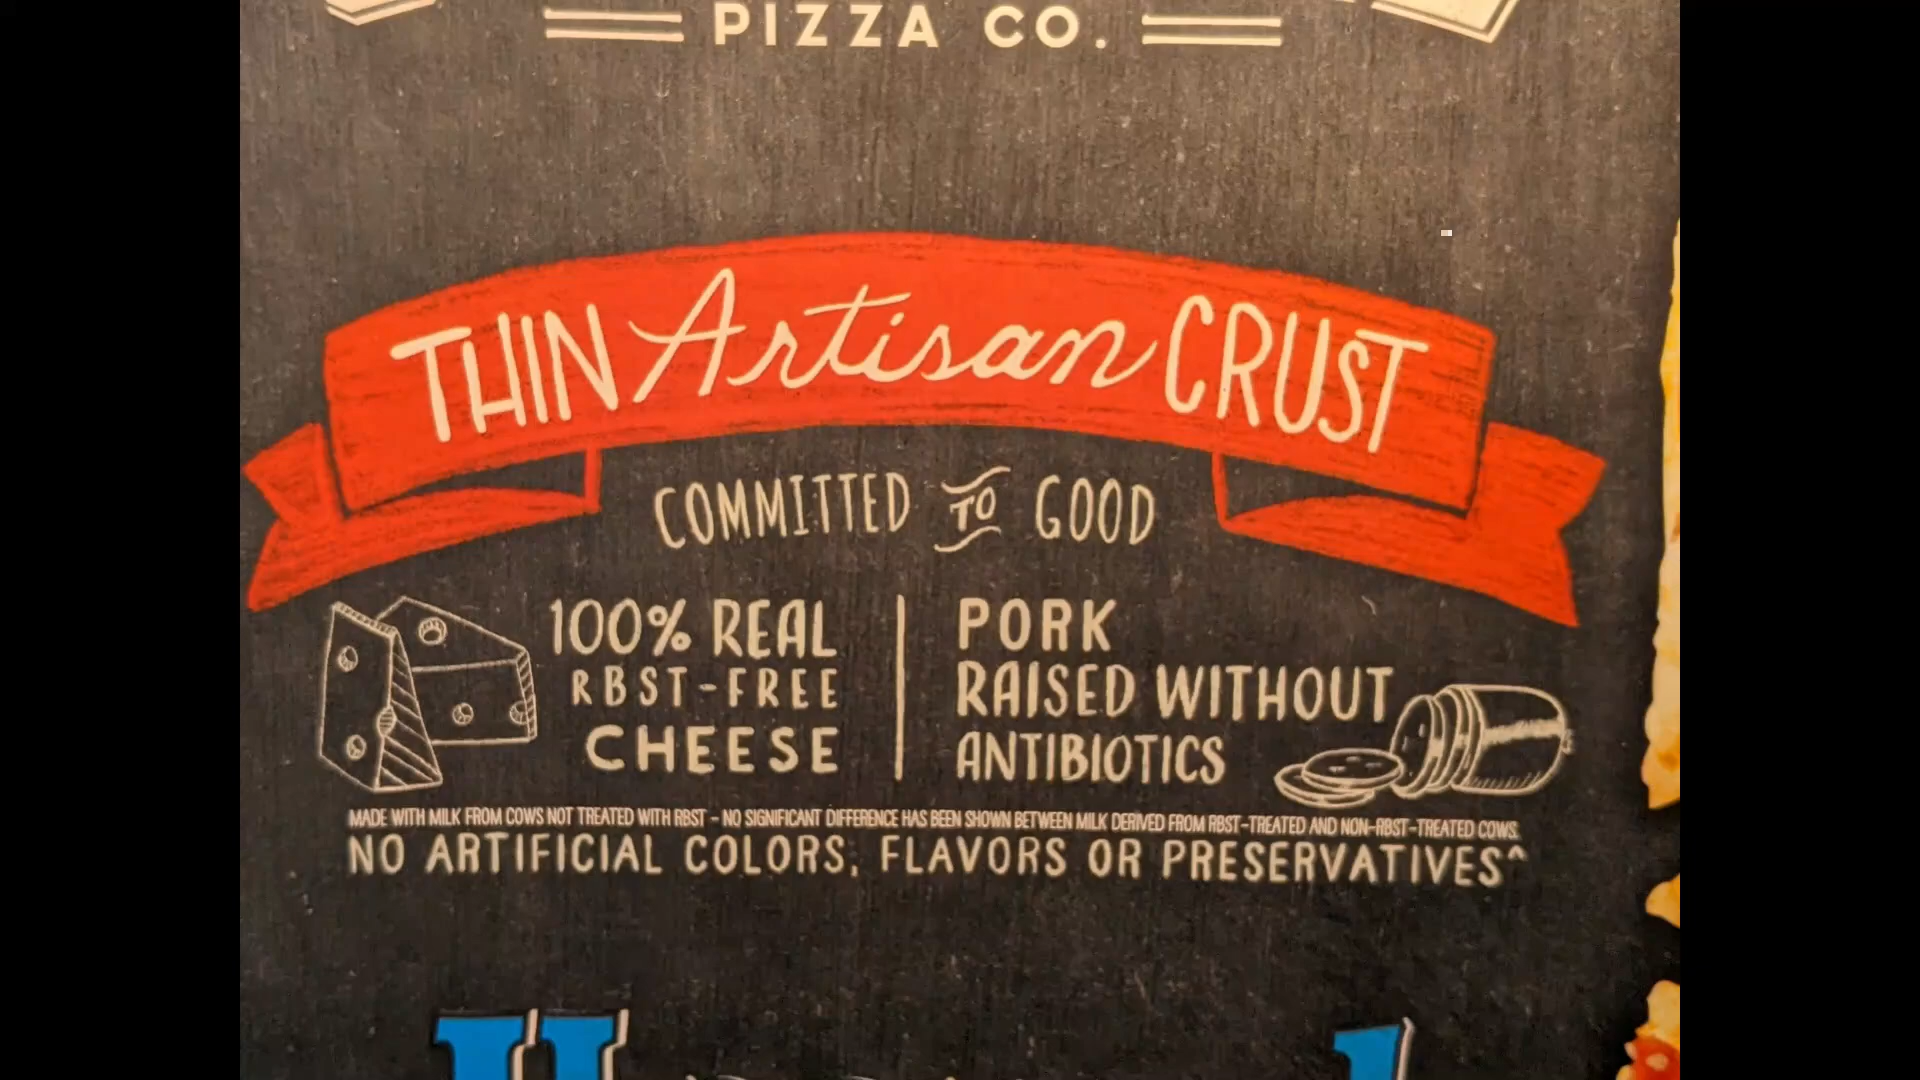 PIZZA CO.
THIN Artisan CRUST
COMMITTED TO GOOD
100% REAL
RBST-FREE
CHEESE
PORK
RAISED WITHOUT
ANTIBIOTICS
MADE WITH MILK FROM COWS NOT TREATED WITH RBST - NO SIGNIFICANT DIFFERENCE HAS BEEN SHOWN BETWEEN MILK DERIVED FROM RBST-TREATED AND NON-RBST-TREATED COWS.
NO ARTIFICIAL COLORS, FLAVORS OR PRESERVATIVES^